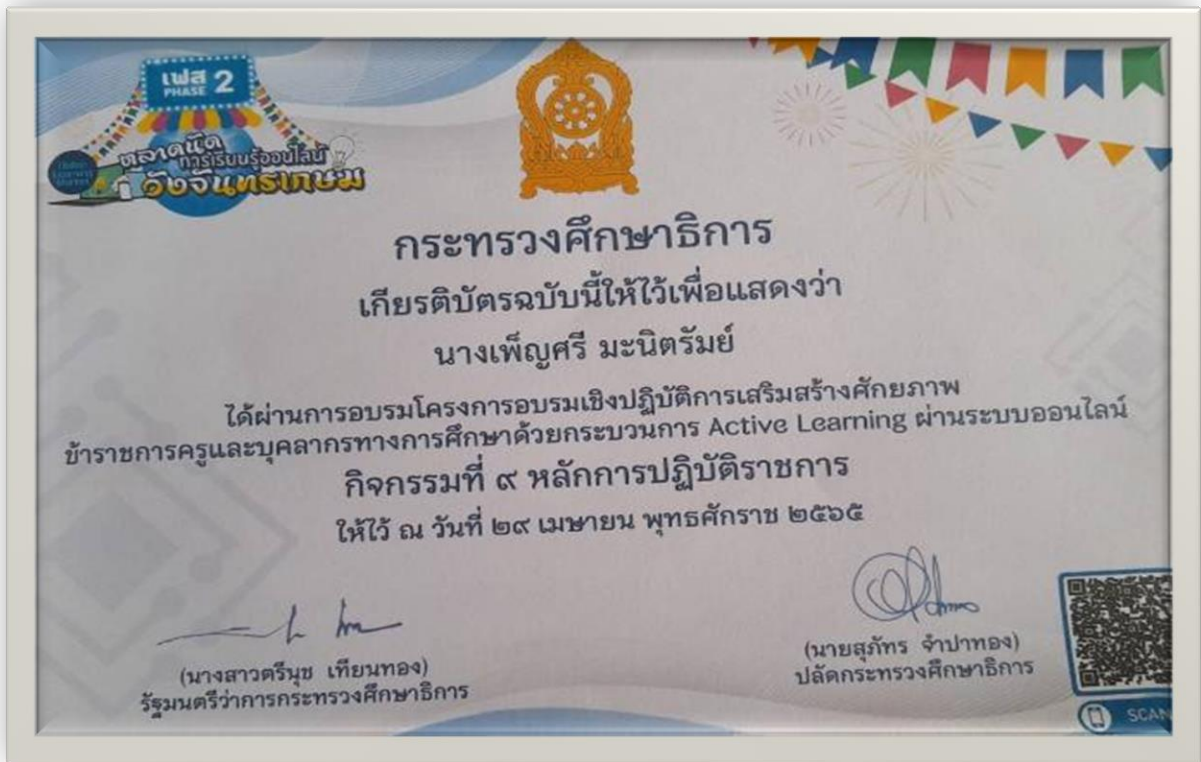 เฟส 2
PHASE
ตลาดนัด
การเรียนรู้ออนไลน์
วังจันทรเกษม
กระทรวงศึกษาธิการ
เกียรติบัตรฉบับนี้ให้ไว้เพื่อแสดงว่า
นางเพ็ญศรี มะนิตรัมย์
ได้ผ่านการอบรมโครงการอบรมเชิงปฏิบัติการเสริมสร้างศักยภาพ
ข้าราชการครูและบุคลากรทางการศึกษาด้วยกระบวนการ Active Learning ผ่านระบบออนไลน์
กิจกรรมที่ ๙ หลักการปฏิบัติราชการ
ให้ไว้ ณ วันที่ ๒๙ เมษายน พุทธศักราช ๒๕๖๕
(นางสาวตรีนุช เทียนทอง)
รัฐมนตรีว่าการกระทรวงศึกษาธิการ
(นายสุภัทร จำปาทอง)
ปลัดกระทรวงศึกษาธิการ
SCAN